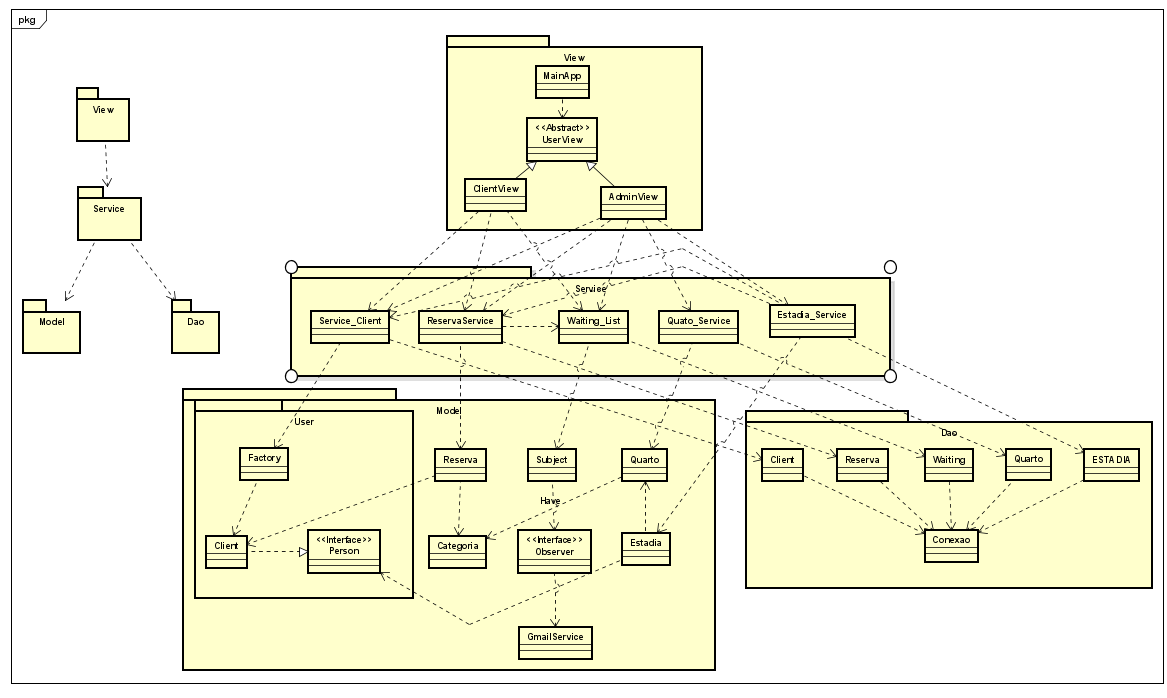 pkg
View
Service
Model
Dao
View
MainApp
<<Abstract>>
UserView
ClientView
AdminView
Service
Service_Client
ReservaService
Waiting_List
Quato_Service
Estadia_Service
Model
User
Factory
Client
<<Interface>>
Person
Reserva
Subject
Quarto
Have
Categoria
<<Interface>>
Observer
Estadia
GmailService
Dao
Client
Reserva
Waiting
Quarto
ESTADIA
Conexao